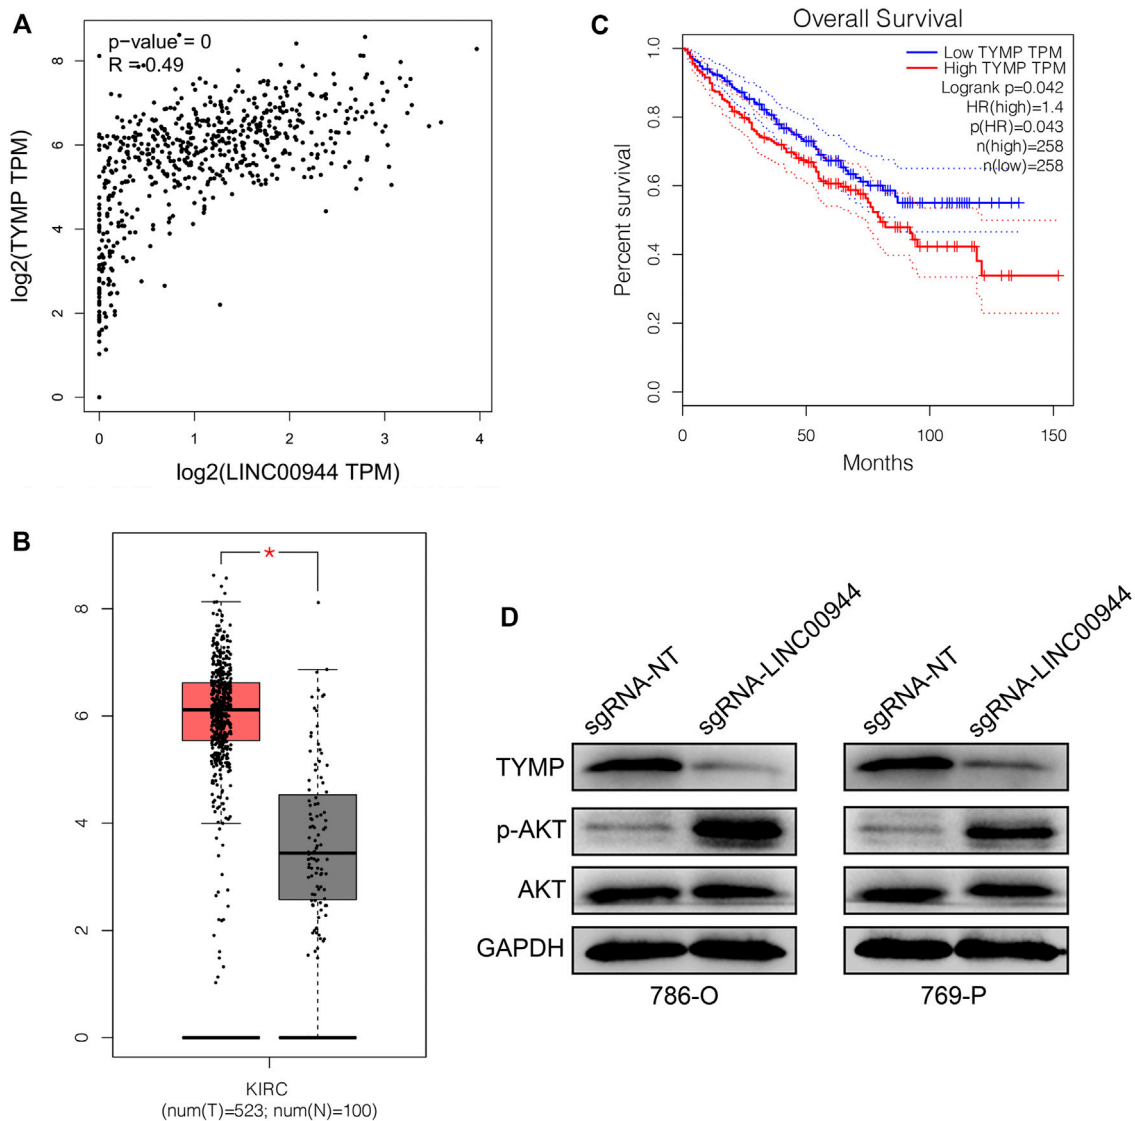 A
p-value = 0
R = 0.49
log2(TYMP TPM)
0
2
4
6
8
0
1
2
3
4
log2(LINC00944 TPM)
B
*
0
2
4
6
8
KIRC
(num(T)=523; num(N)=100)
C
Overall Survival
Low TYMP TPM
High TYMP TPM
Logrank p=0.042
HR(high)=1.4
p(HR)=0.043
n(high)=258
n(low)=258
Percent survival
0.0
0.2
0.4
0.6
0.8
1.0
0
50
100
150
Months
D
sgRNA-NT
sgRNA-LINC00944
sgRNA-NT
sgRNA-LINC00944
TYMP
p-AKT
AKT
GAPDH
786-O
769-P